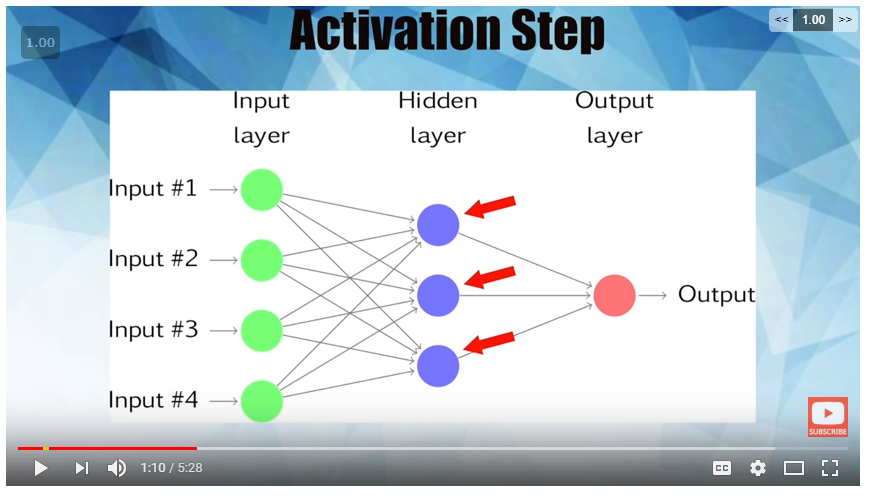 Activation Step
<< 1.00 >>
1.00
Input
layer
Hidden
layer
Output
layer
Input #1
Input #2
Input #3
Input #4
Output
SUBSCRIBE
1:10 / 5:28
CC